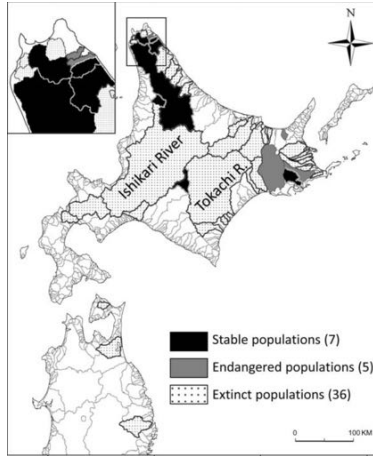 N
Ishikari River
Tokachi R.
Stable populations (7)
Endangered populations (5)
Extinct populations (36)
0 100 KM